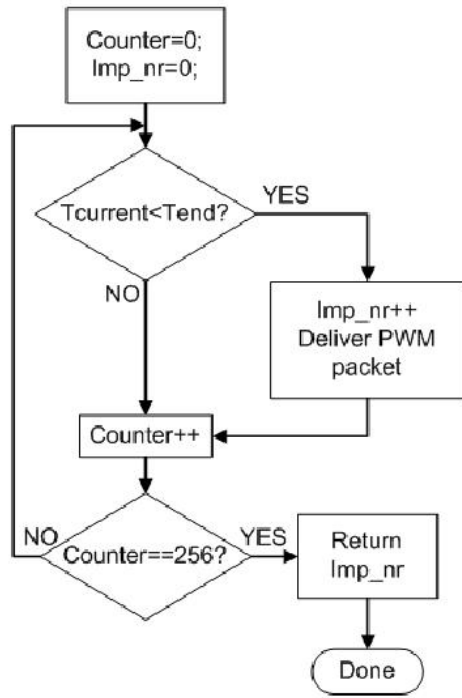 Counter=0;
Imp_nr=0;
Tcurrent<Tend?
YES
NO
Imp_nr++
Deliver PWM
packet
Counter++
NO
Counter==256?
YES
Return
Imp_nr
Done